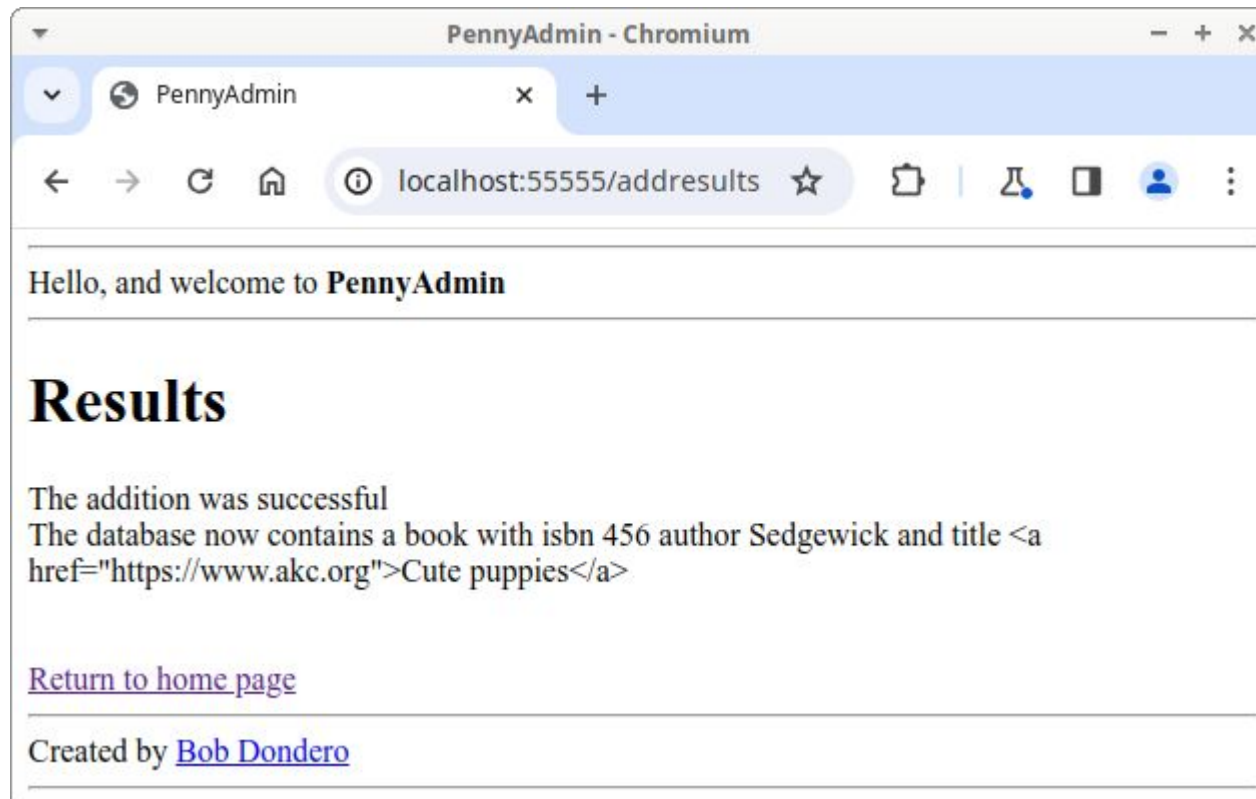 PennyAdmin - Chromium
PennyAdmin
localhost:55555/addresults
Hello, and welcome to PennyAdmin
Results
The addition was successful
The database now contains a book with isbn 456 author Sedgewick and title <a
href="https://www.akc.org">Cute puppies</a>
Return to home page
Created by Bob Dondero